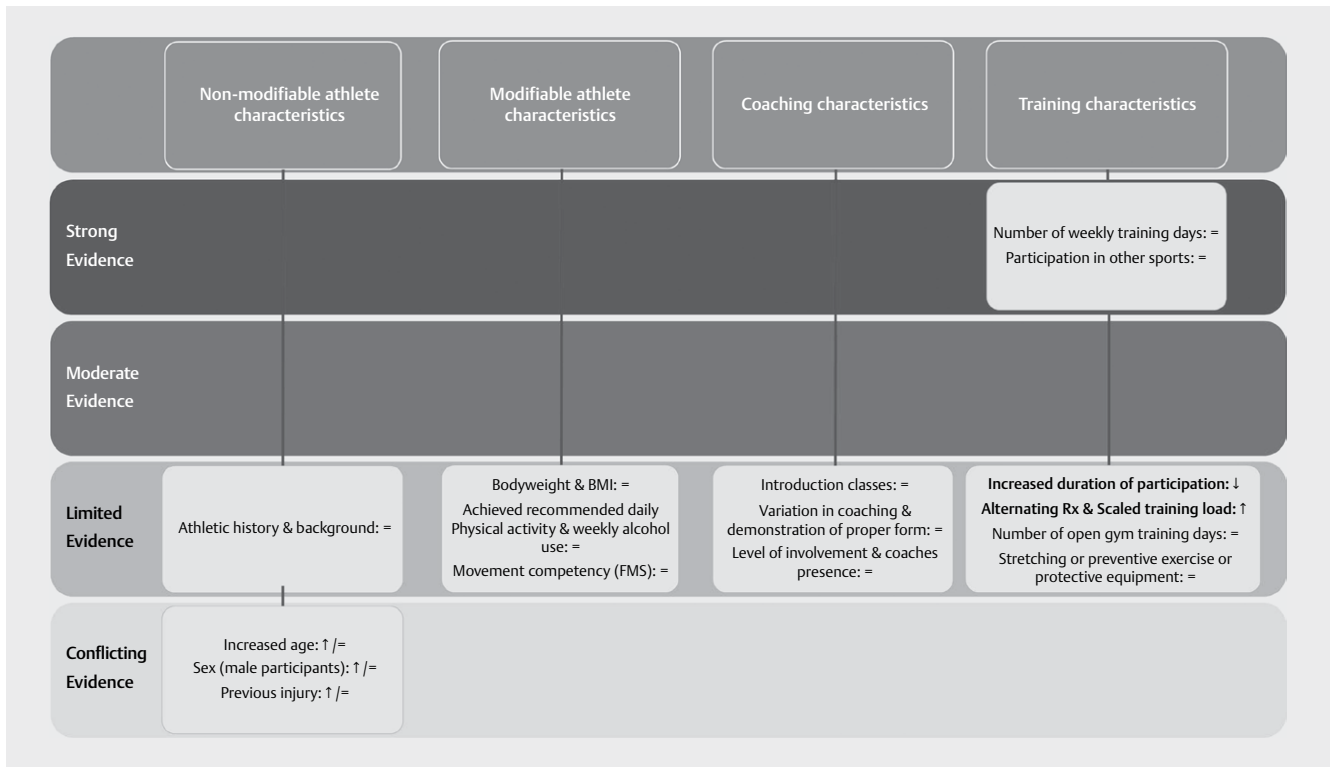 Non-modifiable athlete
characteristics
Modifiable athlete
characteristics
Coaching characteristics
Training characteristics
Strong
Evidence
Number of weekly training days: =
Participation in other sports: =
Moderate
Evidence
Limited
Evidence
Athletic history & background: =
Bodyweight & BMI: =
Achieved recommended daily
Physical activity & weekly alcohol
use: =
Movement competency (FMS): =
Introduction classes: =
Variation in coaching &
demonstration of proper form: =
Level of involvement & coaches
presence: =
Increased duration of participation: ↓
Alternating Rx & Scaled training load: ↑
Number of open gym training days: =
Stretching or preventive exercise or
protective equipment: =
Conflicting
Evidence
Increased age: ↑ /=
Sex (male participants): ↑ /=
Previous injury: ↑ /=